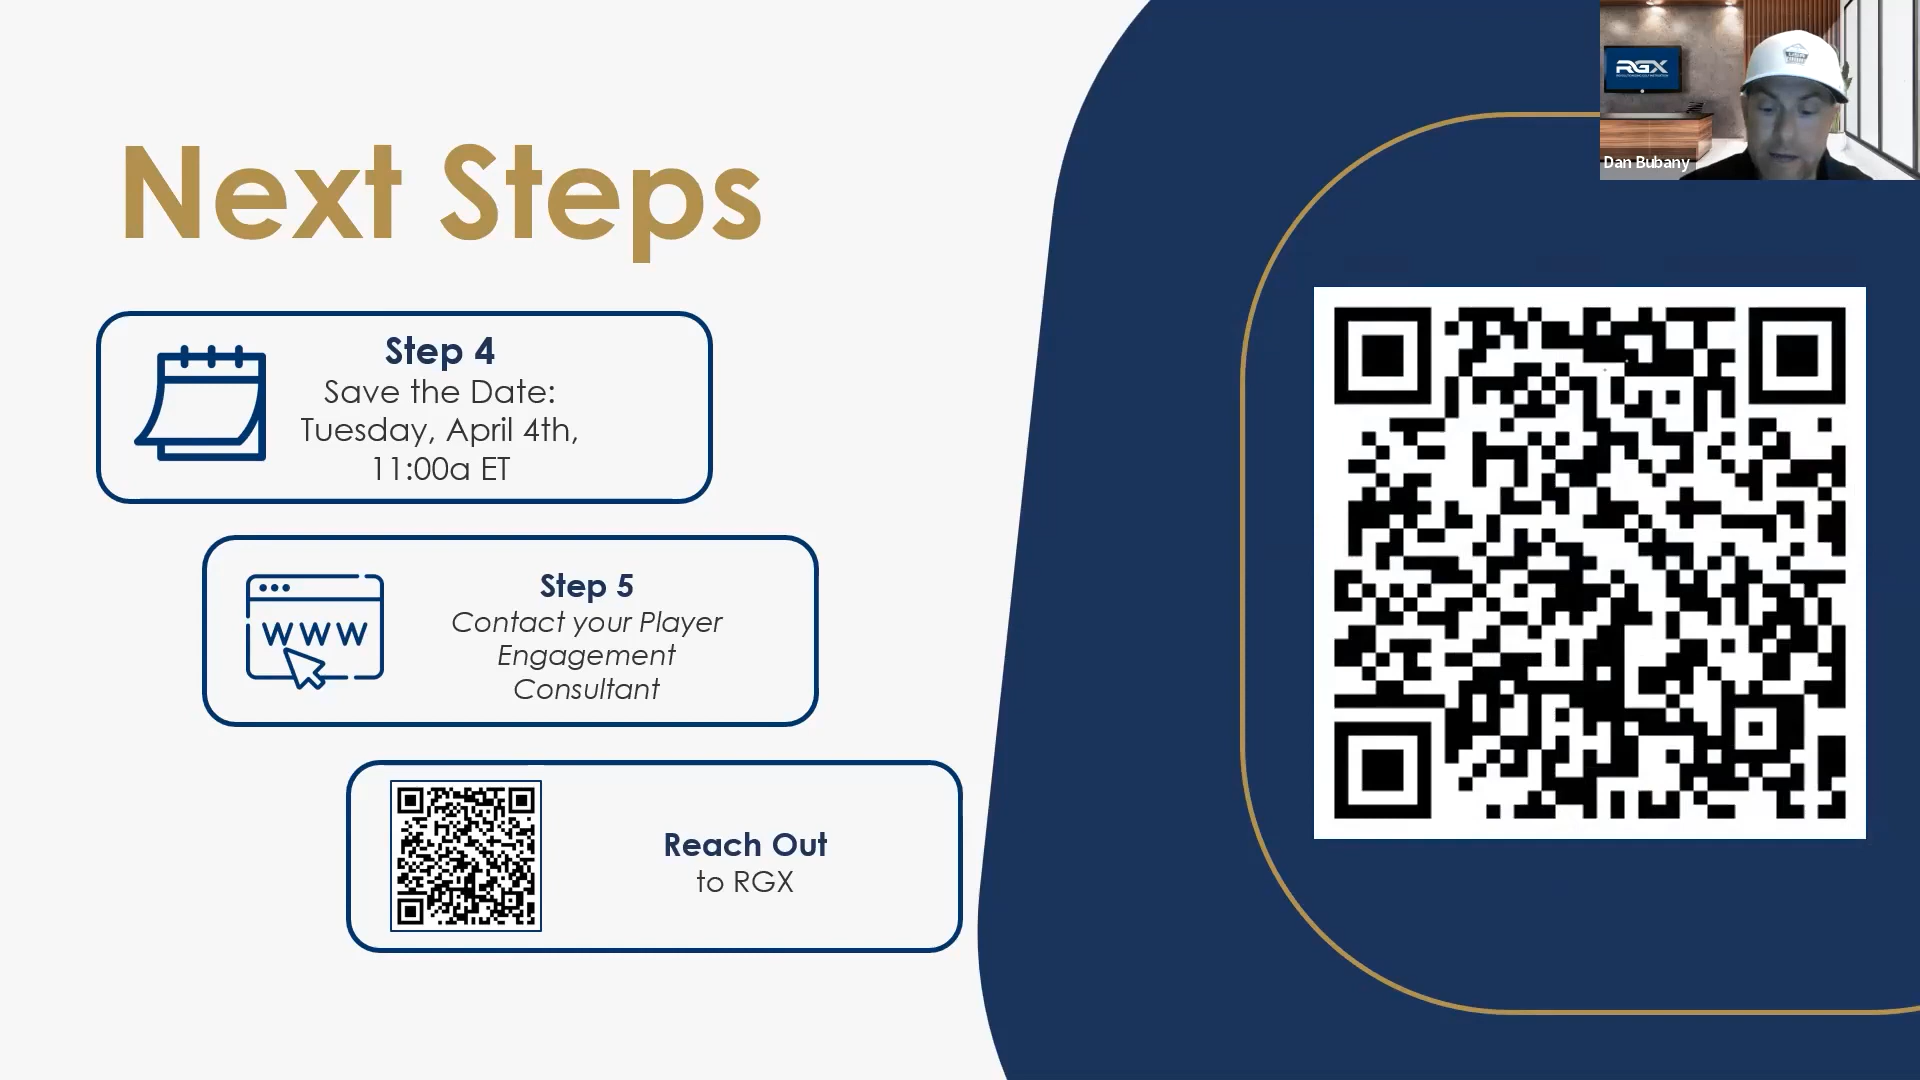 Next Steps
Step 4
Save the Date:
Tuesday, April 4th,
11:00a ET
WWW
Step 5
Contact your Player
Engagement
Consultant
Reach Out
to RGX
RGX
Dan Bubany